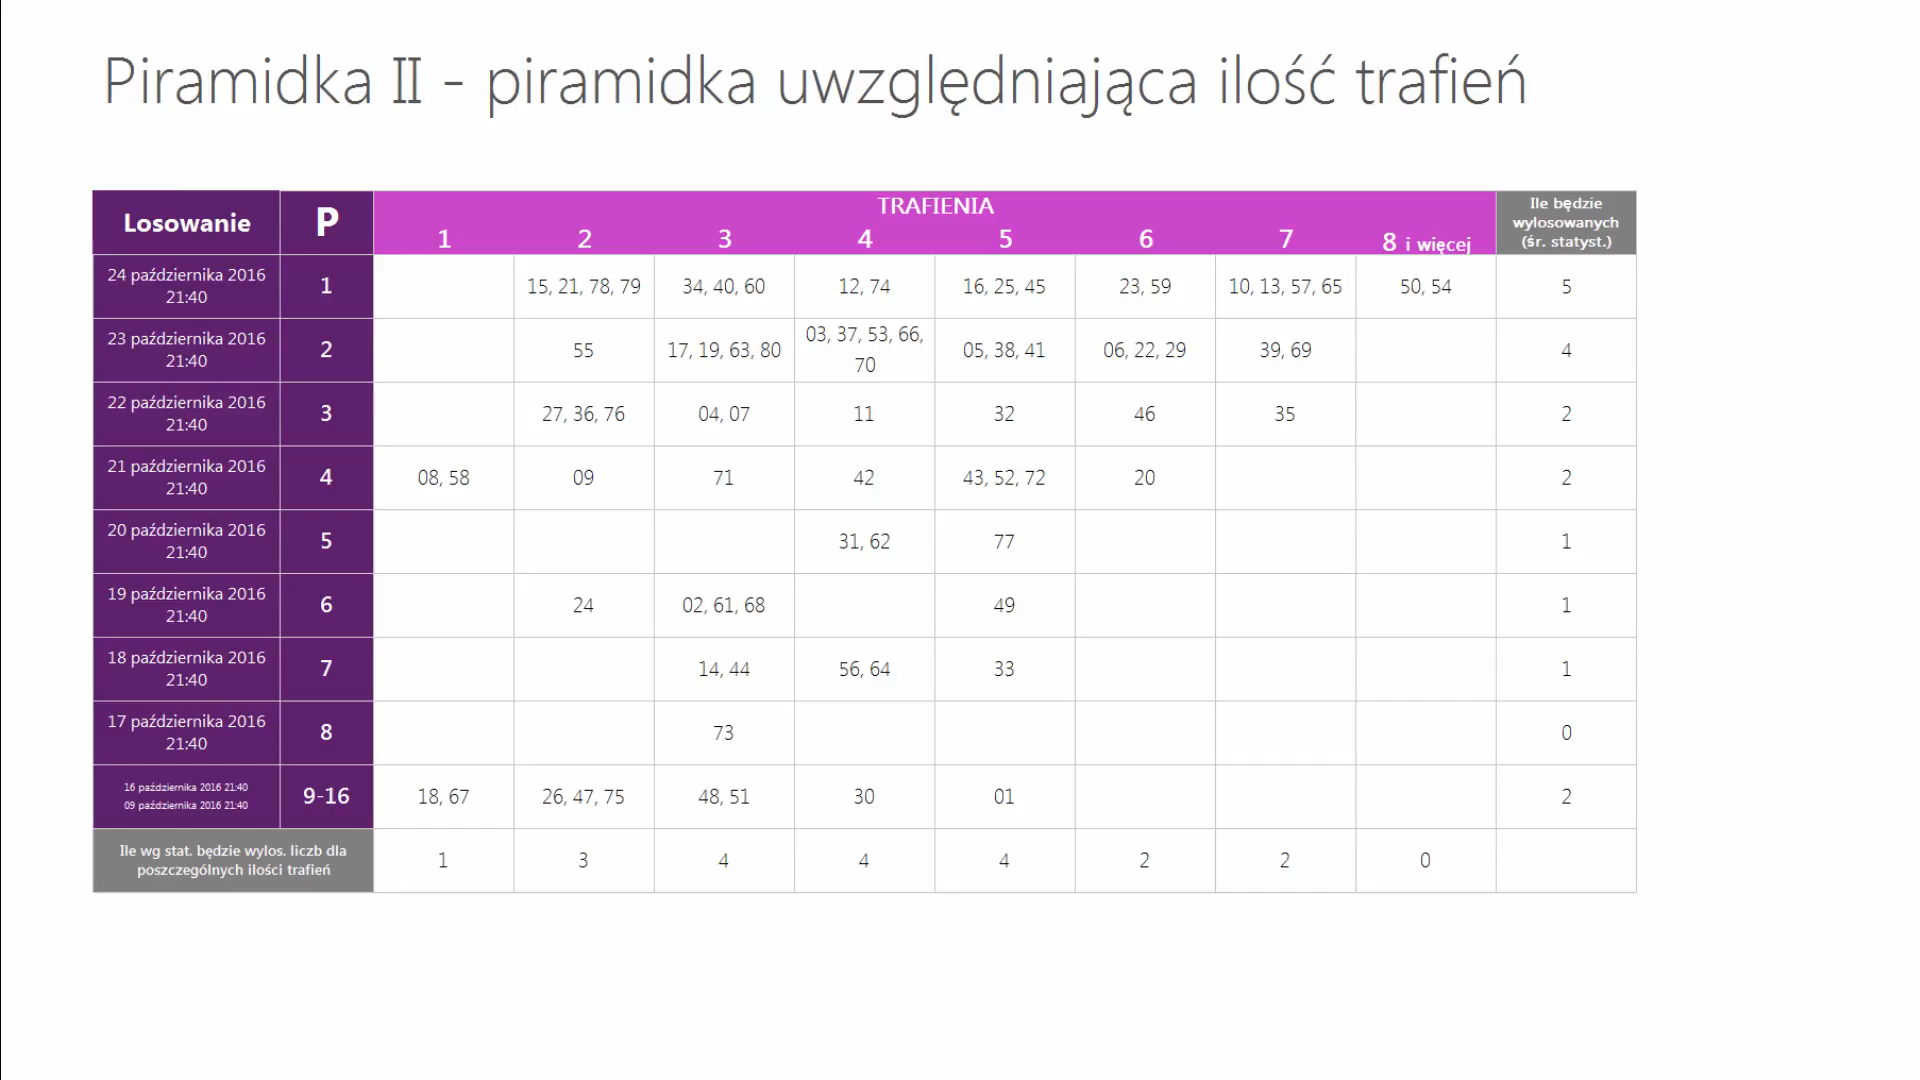 Piramidka II - piramidka uwzględniająca ilość trafień
Losowanie P TRAFIENIA Ile będzie wylosowanych (śr. statyst.)
1 2 3 4 5 6 7 8 i więcej
24 października 2016 21:40 1 15, 21, 78, 79 34, 40, 60 12, 74 16, 25, 45 23, 59 10, 13, 57, 65 50, 54 5
23 października 2016 21:40 2 55 17, 19, 63, 80 03, 37, 53, 66, 70 05, 38, 41 06, 22, 29 39, 69 4
22 października 2016 21:40 3 27, 36, 76 04, 07 11 32 46 35 2
21 października 2016 21:40 4 08, 58 09 71 42 43, 52, 72 20 2
20 października 2016 21:40 5 31, 62 77 1
19 października 2016 21:40 6 24 02, 61, 68 49 1
18 października 2016 21:40 7 14, 44 56, 64 33 1
17 października 2016 21:40 8 73 0
16 października 2016 21:40 09 października 2016 21:40 9-16 18, 67 26, 47, 75 48, 51 30 01 2
Ile wg stat. będzie wylos. liczb dla poszczególnych ilości trafień 1 3 4 4 4 2 2 0